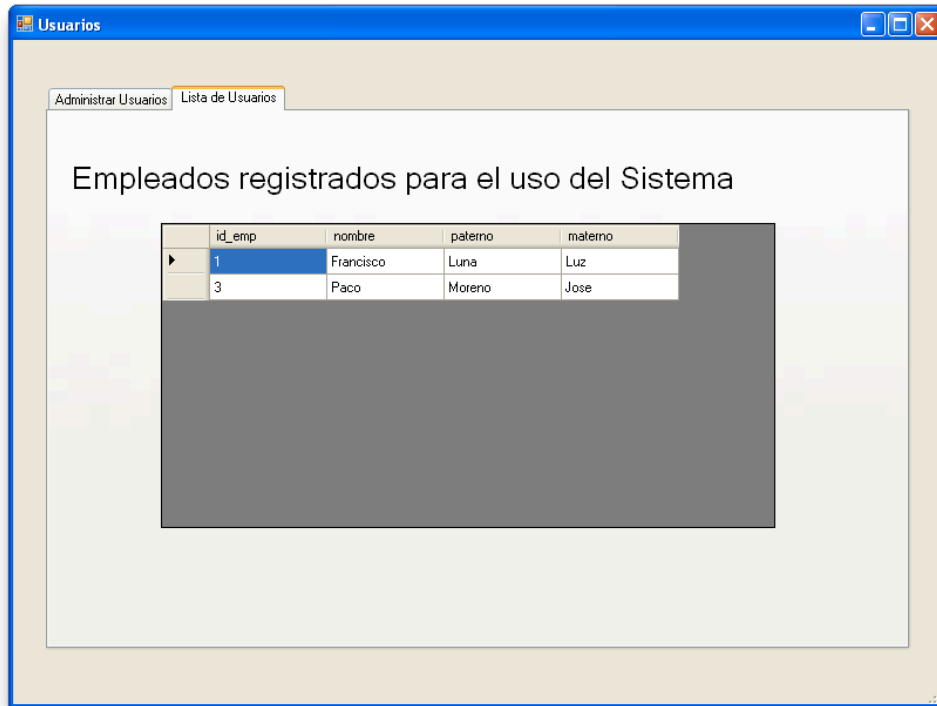 Usuarios
Administrar Usuarios Lista de Usuarios
Empleados registrados para el uso del Sistema
id_emp nombre paterno materno
1 Francisco Luna Luz
3 Paco Moreno Jose